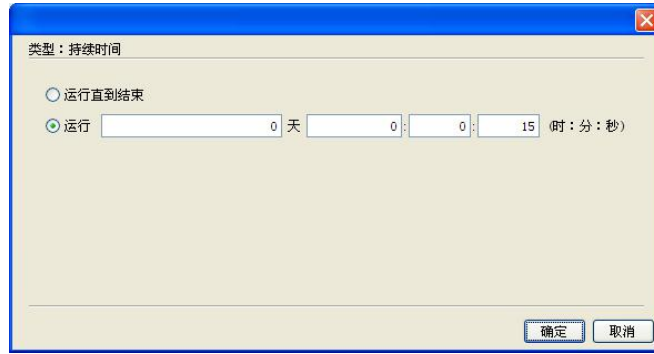 类型：持续时间
运行直到结束
运行 0 天 0 : 0 : 15 (时：分：秒)
确定 取消